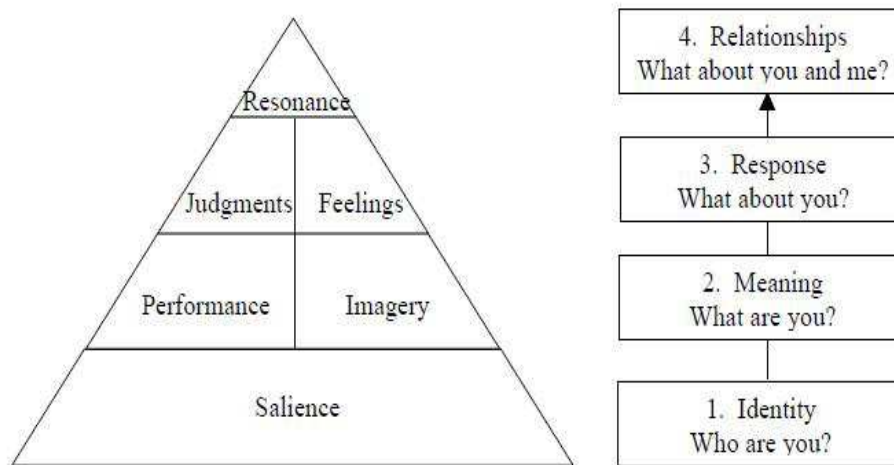 Resonance
Judgments Feelings
Performance Imagery
Salience
4. Relationships
What about you and me?
3. Response
What about you?
2. Meaning
What are you?
1. Identity
Who are you?